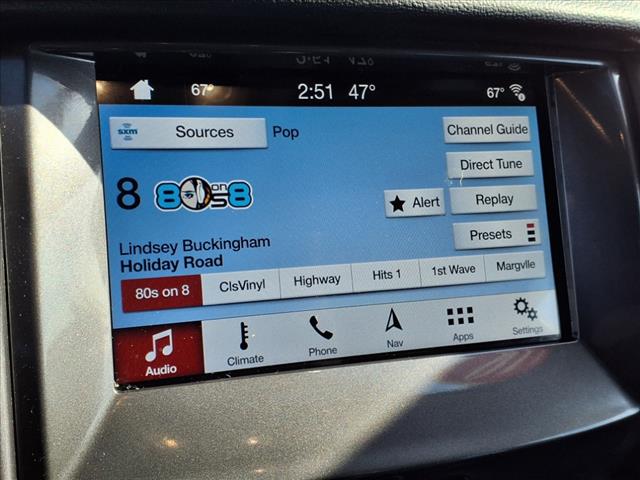 67° 2:51 47° 67°
sxm Sources Pop Channel Guide
Direct Tune
8 80s on 8 Alert Replay
Presets
Lindsey Buckingham
Holiday Road
80s on 8 ClsVinyl Highway Hits 1 1st Wave Margvlle
Audio Climate Phone Nav Apps Settings